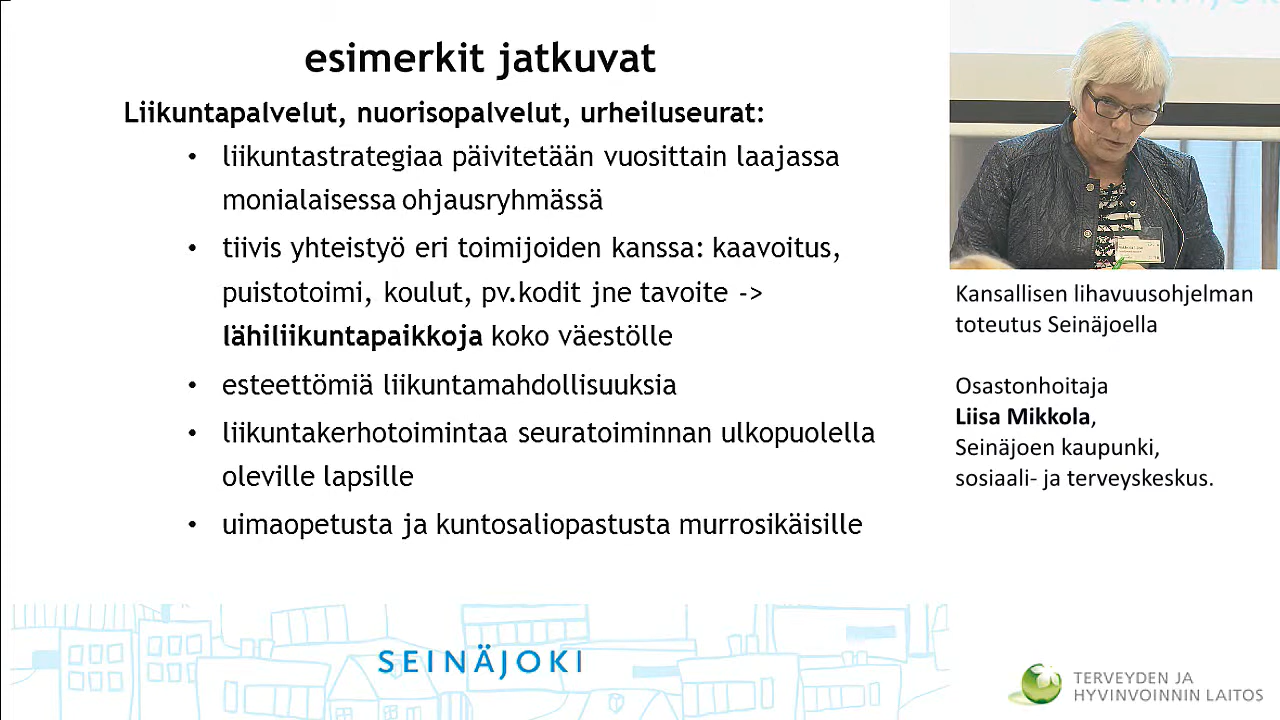 esimerkit jatkuvat
Liikuntapalvelut, nuorisopalvelut, urheiluseurat:
• liikuntastrategiaa päivitetään vuosittain laajassa
monialaisessa ohjausryhmässä
• tiivis yhteistyö eri toimijoiden kanssa: kaavoitus,
puistotoimi, koulut, pv.kodit jne tavoite ->
lähiliikuntapaikkoja koko väestölle
• esteettömiä liikuntamahdollisuuksia
• liikuntakerhotoimintaa seuratoiminnan ulkopuolella
oleville lapsille
• uimaopetusta ja kuntosaliopastusta murrosikäisille
SEINÄJOKI
Kansallisen lihavuusohjelman
toteutus Seinäjoella
Osastonhoitaja
Liisa Mikkola,
Seinäjoen kaupunki,
sosiaali- ja terveyskeskus.
TERVEYDEN JA
HYVINVOINNIN LAITOS